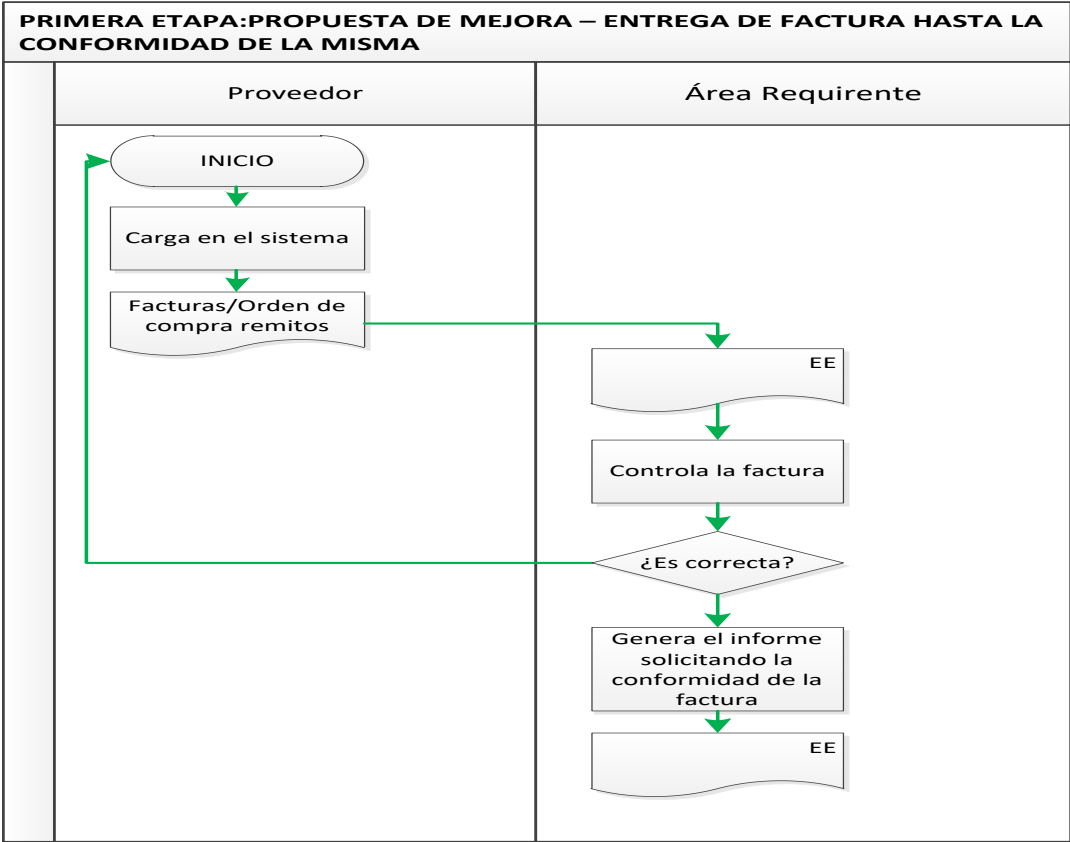 PRIMERA ETAPA:PROPUESTA DE MEJORA – ENTREGA DE FACTURA HASTA LA
CONFORMIDAD DE LA MISMA
Proveedor
Área Requirente
INICIO
Carga en el sistema
Facturas/Orden de
compra remitos
EE
Controla la factura
¿Es correcta?
Genera el informe
solicitando la
conformidad de la
factura
EE